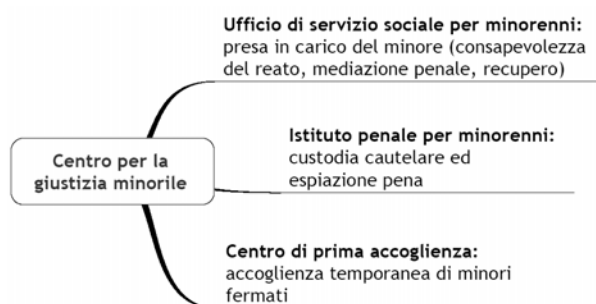 Ufficio di servizio sociale per minorenni:
presa in carico del minore (consapevolezza
del reato, mediazione penale, recupero)
Istituto penale per minorenni:
custodia cautelare ed
espiazione pena
Centro per la
giustizia minorile
Centro di prima accoglienza:
accoglienza temporanea di minori
fermati